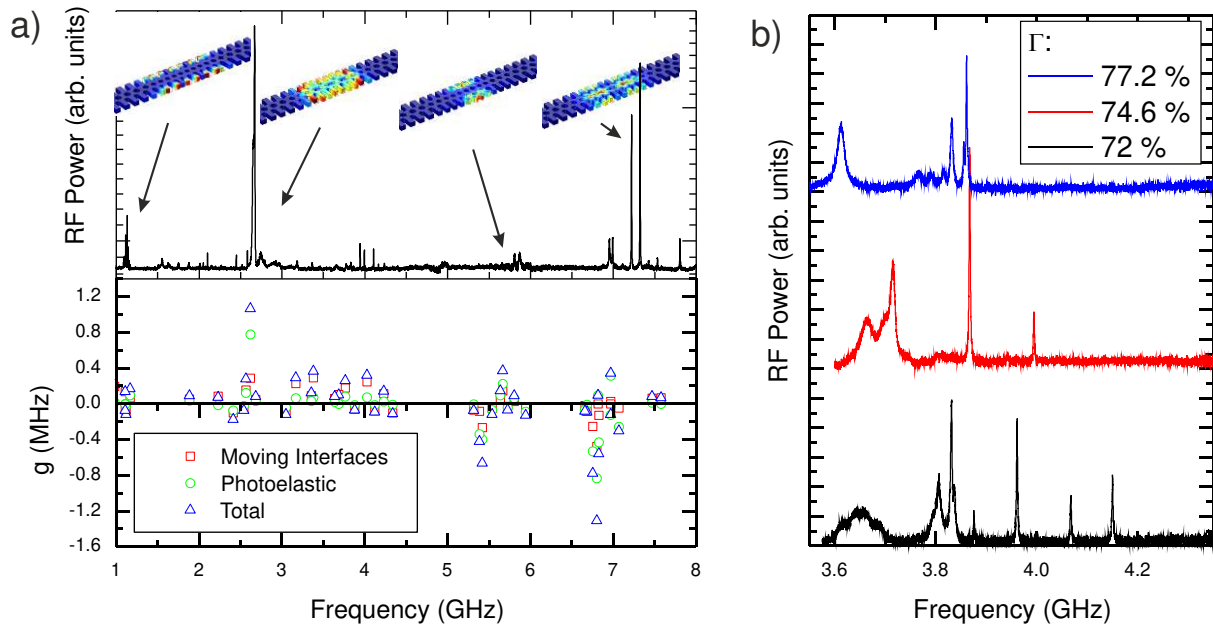 a)
RF Power (arb. units)
1.2
0.8
0.4
0.0
-0.4
-0.8
-1.2
-1.6
g (MHz)
Moving Interfaces
Photoelastic
Total
1 2 3 4 5 6 7 8
Frequency (GHz)
b)
Γ:
77.2 %
74.6 %
72 %
RF Power (arb. units)
3.6 3.8 4.0 4.2
Frequency (GHz)